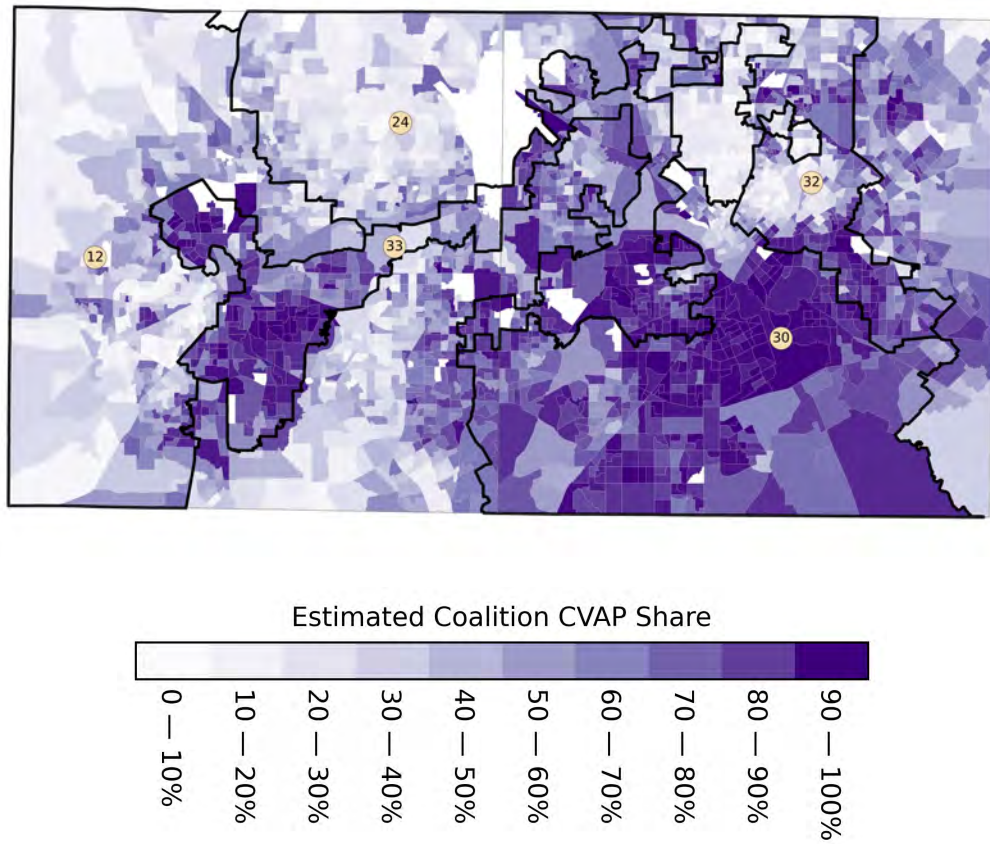 24
32
33
12
30
Estimated Coalition CVAP Share
0 — 10%
10 — 20%
20 — 30%
30 — 40%
40 — 50%
50 — 60%
60 — 70%
70 — 80%
80 — 90%
90 — 100%